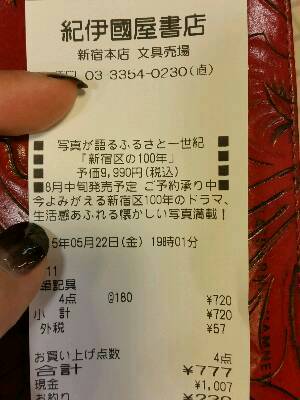 紀伊國屋書店
新宿本店 文具売場
03 3354-0230(直)
■ 写真が語るふるさと一世紀 ■
■ 「新宿区の100年」 ■
■ 予価9,990円(税込) ■
■6月中旬発売予定 ご予約承り中■
今よみがえる新宿区100年のドラマ、
生活感あふれる懐かしい写真満載!
15年05月22日(金) 19時01分
11
筆記具
4点 @180 ¥720
小 計 ¥720
外税 ¥57
お買い上げ点数 4点
合計 ¥777
現金 ¥1,007
お釣り ¥230